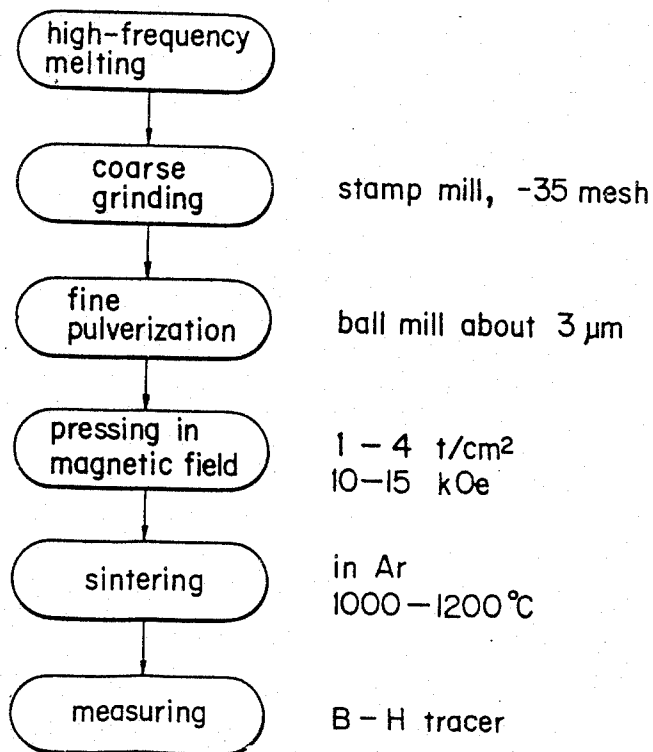 high-frequency
melting
coarse
grinding
stamp mill, -35 mesh
fine
pulverization
ball mill about 3 μm
pressing in
magnetic field
1 – 4 t/cm²
10–15 kOe
sintering
in Ar
1000–1200°C
measuring
B-H tracer